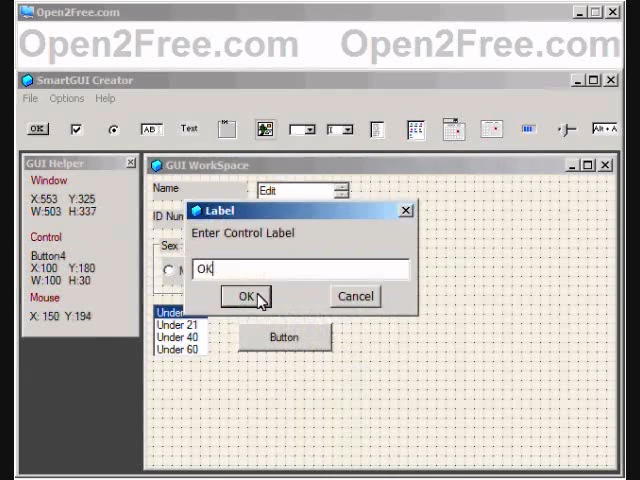 Open2Free.com
Open2Free.com Open2Free.com
SmartGUI Creator
File Options Help
OK AB Text Alt + A
GUI Helper
GUI WorkSpace
Window
X:553 Y:325
W:503 H:337
Control
Button4
X:100 Y:180
W:100 H:30
Mouse
X: 150 Y:194
Name Edit
ID Num
Sex
Label
Enter Control Label
OK
OK Cancel
Under
Under 21
Under 40
Under 60
Button